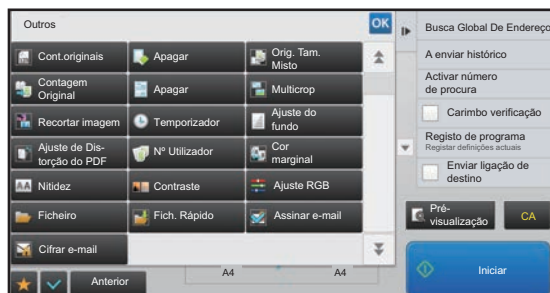 Outros
OK
Cont.originais
Apagar
Orig. Tam.
Misto
Contagem
Original
Apagar
Multicrop
Recortar imagem
Temporizador
Ajuste do
fundo
Ajuste de Dis-
torção do PDF
Nº Utilizador
Cor
marginal
AA Nitidez
Contraste
Ajuste RGB
Ficheiro
Fich. Rápido
Assinar e-mail
Cifrar e-mail
Anterior
A4
A4
Busca Global De Endereço
A enviar histórico
Activar número
de procura
Carimbo verificação
Registo de programa
Registar definições actuais
Enviar ligação de
destino
Pré-
visualização
CA
Iniciar